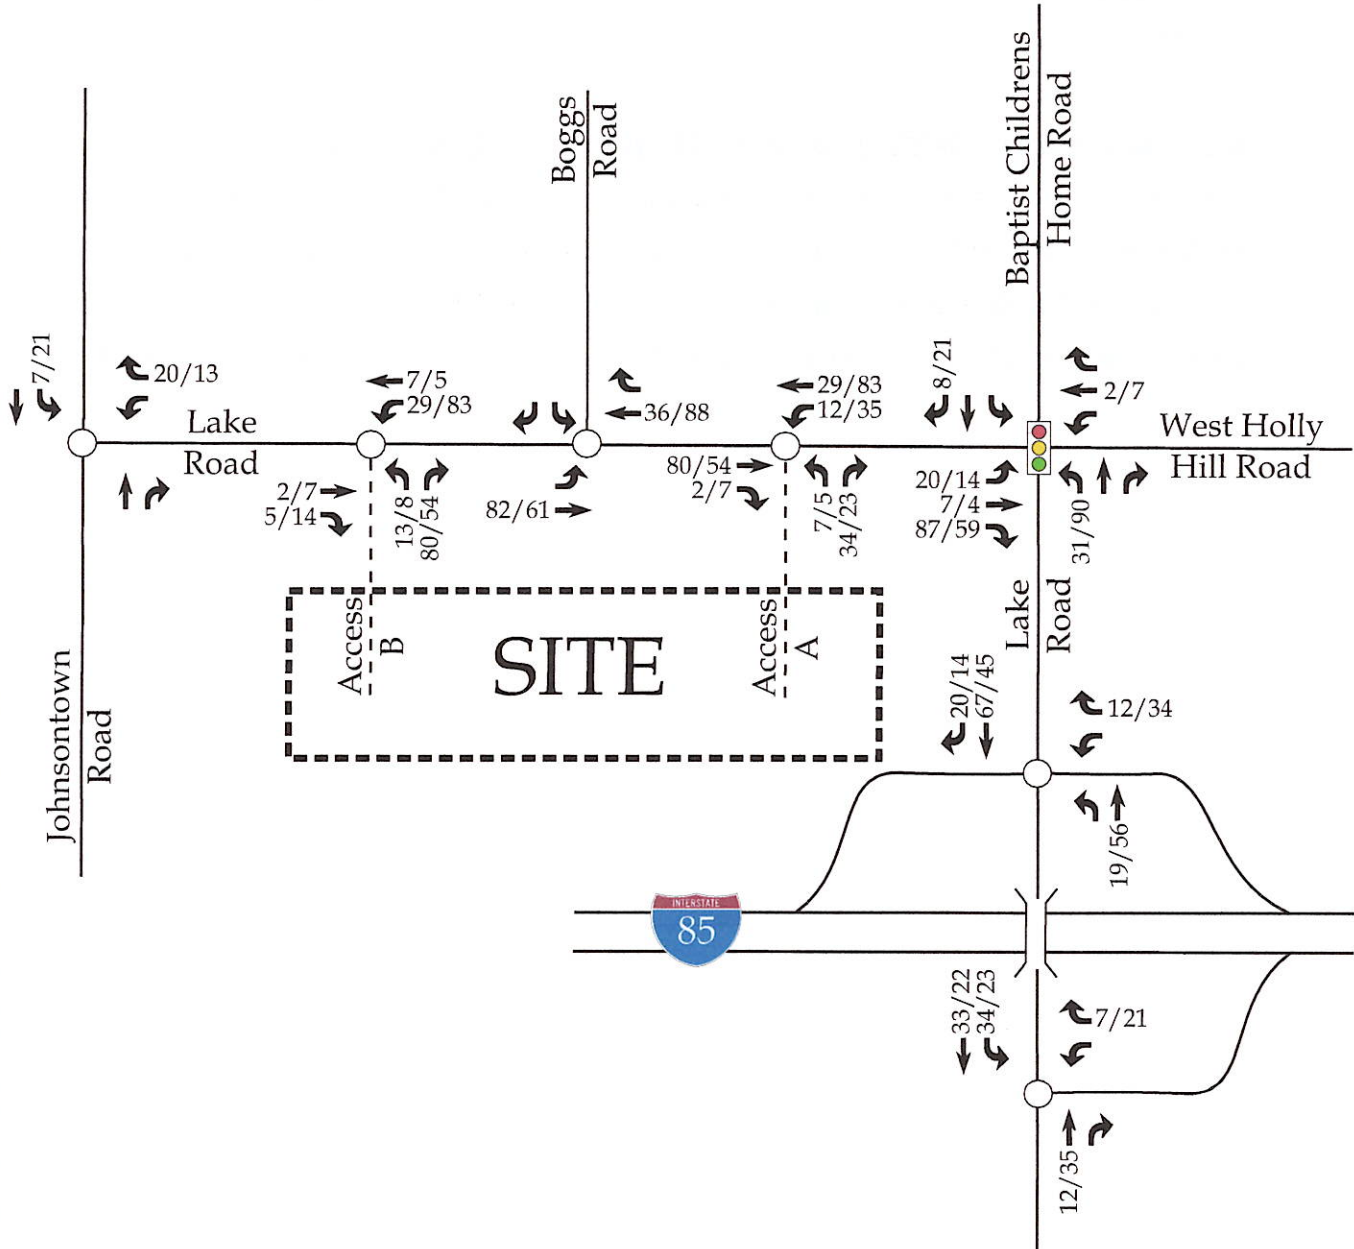 Baptist Childrens
Home Road
Boggs
Road
7/21
20/13
Lake
Road
7/5
29/83
36/88
29/83
12/35
8/21
2/7
West Holly
Hill Road
2/7
5/14
13/8
80/54
82/61
80/54
2/7
7/5
34/23
20/14
7/4
87/59
31/90
Access
B
SITE
Access
A
Lake
Road
Johnsontown
Road
20/14
67/45
12/34
19/56
INTERSTATE
85
33/22
34/23
7/21
12/35